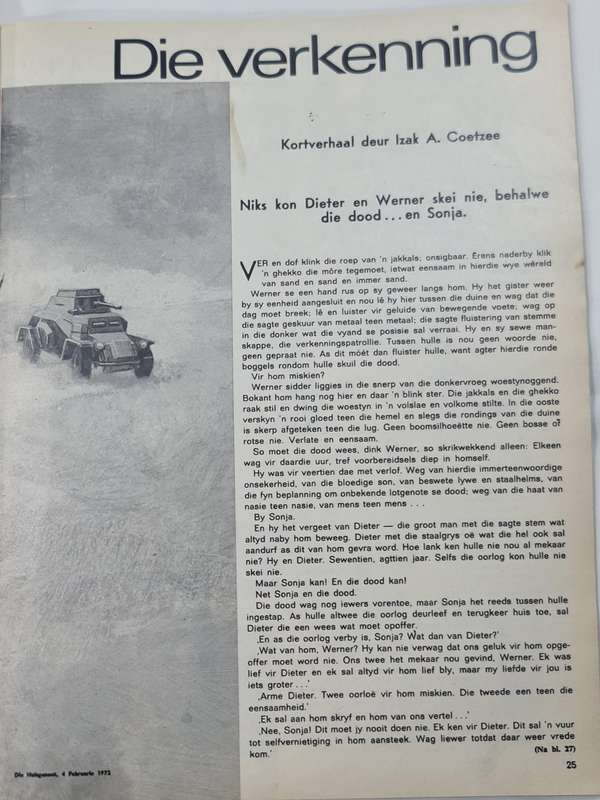 Die verkenning
Kortverhaal deur Izak A. Coetzee
Niks kon Dieter en Werner skei nie, behalwe
die dood ... en Sonja.
VER en dof klink die roep van 'n jakkals; onsigbaar. Êrens naderby klik
'n ghekko die môre tegemoet, ietwat eensaam in hierdie wye wêreld
van sand en sand en immer sand.
Werner se een hand rus op sy geweer langs hom. Hy het gister weer
by sy eenheid aangesluit en nou lê hy hier tussen die duine en wag dat die
dag moet breek; lê en luister vir geluide van bewegende voete; wag op
die sagte geskuur van metaal teen metaal; die sagte fluistering van stemme
in die donker wat die vyand se posisie sal verraai. Hy en sy sewe man-
skappe, die verkenningspatrollie. Tussen hulle is nou geen woorde nie,
geen gepraat nie. As dit móét dan fluister hulle, want agter hierdie ronde
boggels rondom hulle skuil die dood.
Vir hom miskien?
Werner sidder liggies in die snerp van die donkervroeg woestynoggend.
Bokant hom hang nog hier en daar 'n blink ster. Die jakkals en die ghekko
raak stil en dwing die woestyn in 'n volslae en volkome stilte. In die ooste
verskyn 'n rooi gloed teen die hemel en slegs die rondings van die duine
is skerp afgeteken teen die lug. Geen boomsilhoeëtte nie. Geen bosse of
rotse nie. Verlate en eensaam.
So moet die dood wees, dink Werner, so skrikwekkend alleen: Elkeen
wag vir daardie uur, tref voorbereidsels diep in homself.
Hy was vir veertien dae met verlof. Weg van hierdie immerteenwoordige
onsekerheid, van die bloedige son, van beswete lywe en staalhelms, van
die fyn beplanning om onbekende lotgenote se dood; weg van die haat van
nasie teen nasie, van mens teen mens . . .
By Sonja.
En hy het vergeet van Dieter — die groot man met die sagte stem wat
altyd naby hom beweeg. Dieter met die staalgrys oë wat die hel ook sal
aandurf as dit van hom gevra word. Hoe lank ken hulle nie nou al mekaar
nie? Hy en Dieter. Sewentien, agttien jaar. Selfs die oorlog kon hulle nie
skei nie.
Maar Sonja kan! En die dood kan!
Net Sonja en die dood.
Die dood wag nog iewers vorentoe, maar Sonja het reeds tussen hulle
ingestap. As hulle altwee die oorlog deurleef en terugkeer huis toe, sal
Dieter die een wees wat moet opoffer.
‚En as die oorlog verby is, Sonja? Wat dan van Dieter?'
‚Wat van hom, Werner? Hy kan nie verwag dat ons geluk vir hom opge-
offer moet word nie. Ons twee het mekaar nou gevind, Werner. Ek was
lief vir Dieter en ek sal altyd vir hom lief bly, maar my liefde vir jou is
iets groter . . .'
‚Arme Dieter. Twee oorloë vir hom miskien. Die tweede een teen die
eensaamheid.'
‚Ek sal aan hom skryf en hom van ons vertel . . .'
‚Nee, Sonja! Dit moet jy nooit doen nie. Ek ken vir Dieter. Dit sal 'n vuur
tot selfvernietiging in hom aansteek. Wag liewer totdat daar weer vrede
kom.'
(Na bl. 27)
Die Huisgenoot, 4 Februarie 1972
25